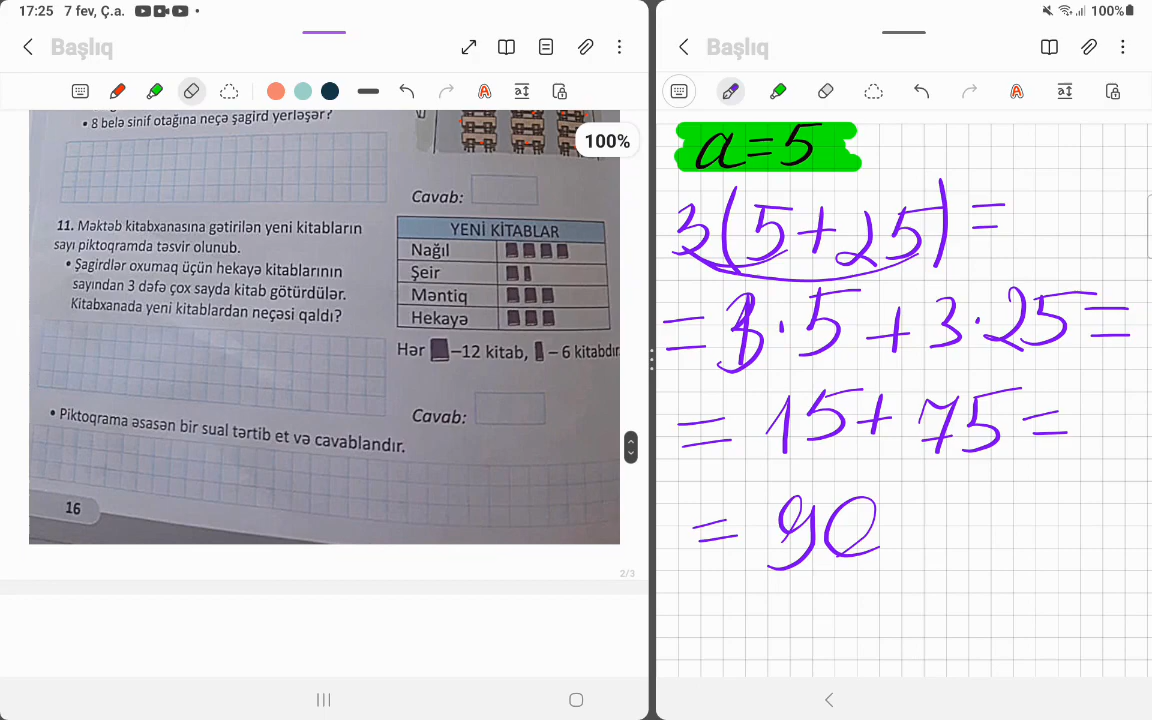 17:25 7 fev, Ç.a.
Başlıq
• 8 belə sinif otağına neçə şagird yerləşər?
100%
Cavab:
11. Məktəb kitabxanasına gətirilən yeni kitabların
sayı piktoqramda təsvir olunub.
• Şagirdlər oxumaq üçün hekayə kitablarının
sayından 3 dəfə çox sayda kitab götürdülər.
Kitabxanada yeni kitablardan neçəsi qaldı?
YENİ KİTABLAR
Nağıl
Şeir
Məntiq
Hekayə
Hər –12 kitab, – 6 kitabdır
Cavab:
• Piktoqrama əsasən bir sual tərtib et və cavablandır.
16
2/3
100%
Başlıq
a=5
3(5+25)=
=3·5+3·25=
=15+75=
=90